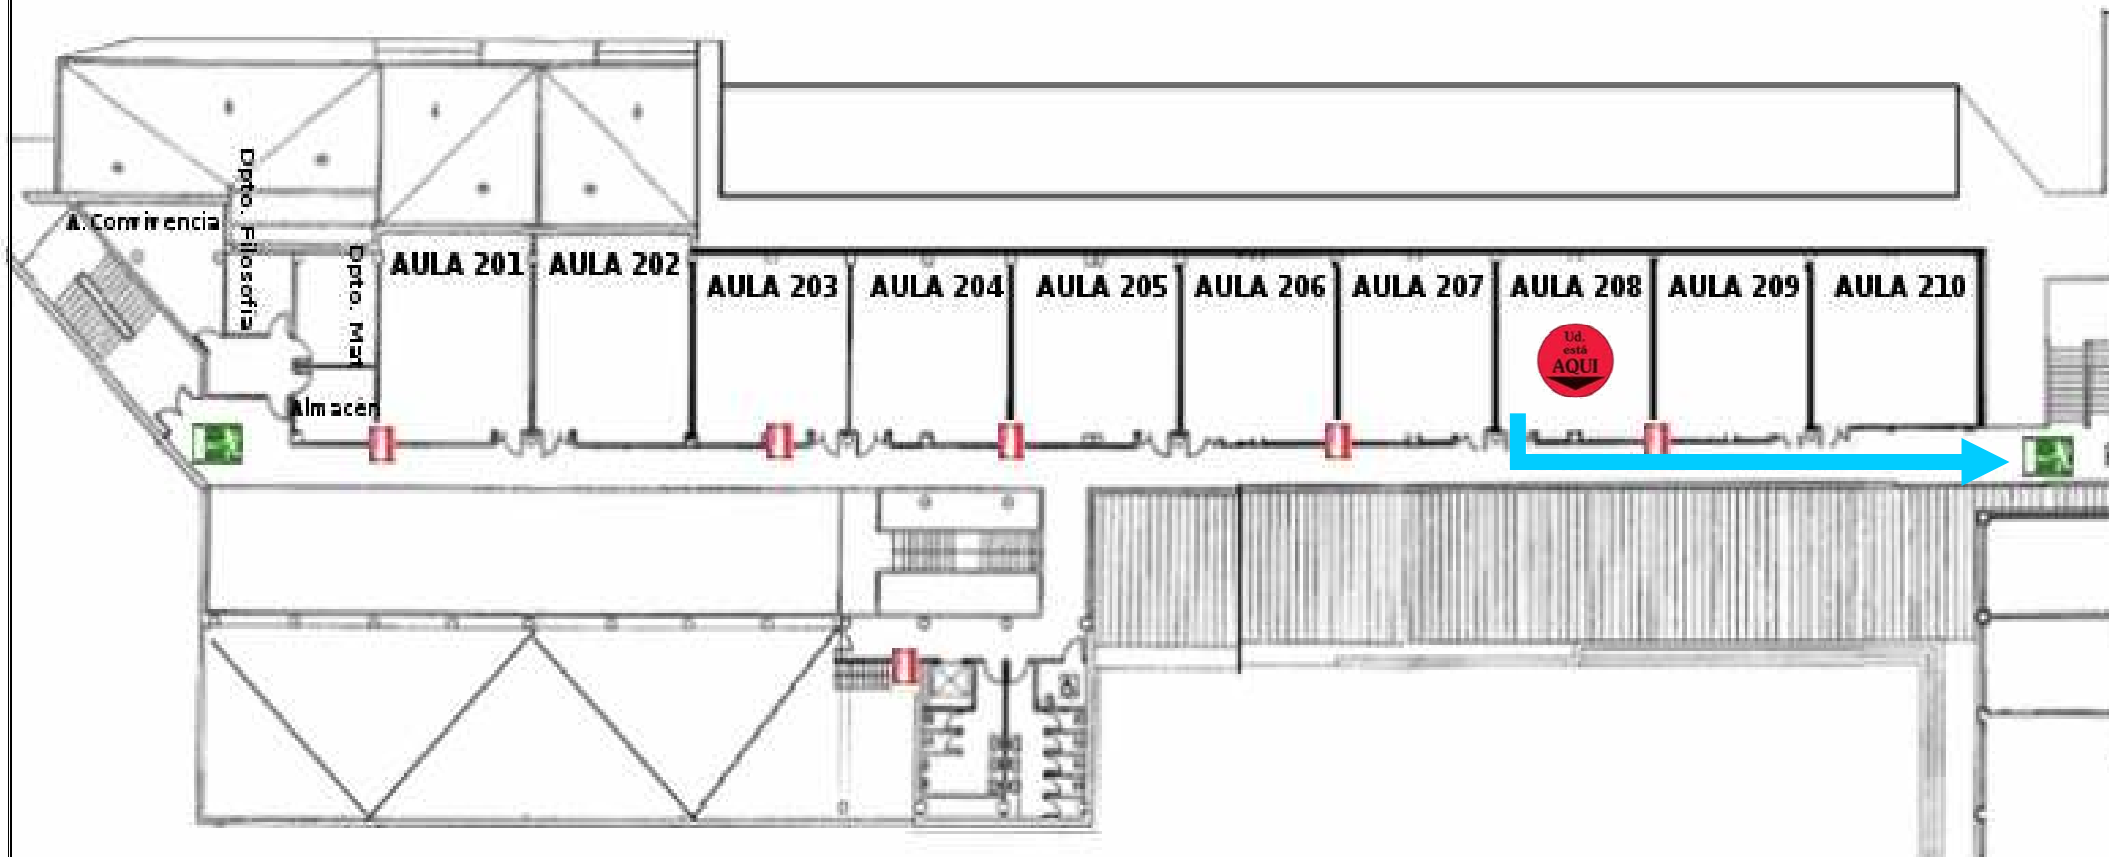 Dpto. Filosofía
A. Convivencia
Dpto. Mat
AULA 201
AULA 202
AULA 203
AULA 204
AULA 205
AULA 206
AULA 207
AULA 208
AULA 209
AULA 210
Ud.
está
AQUI
Almacén